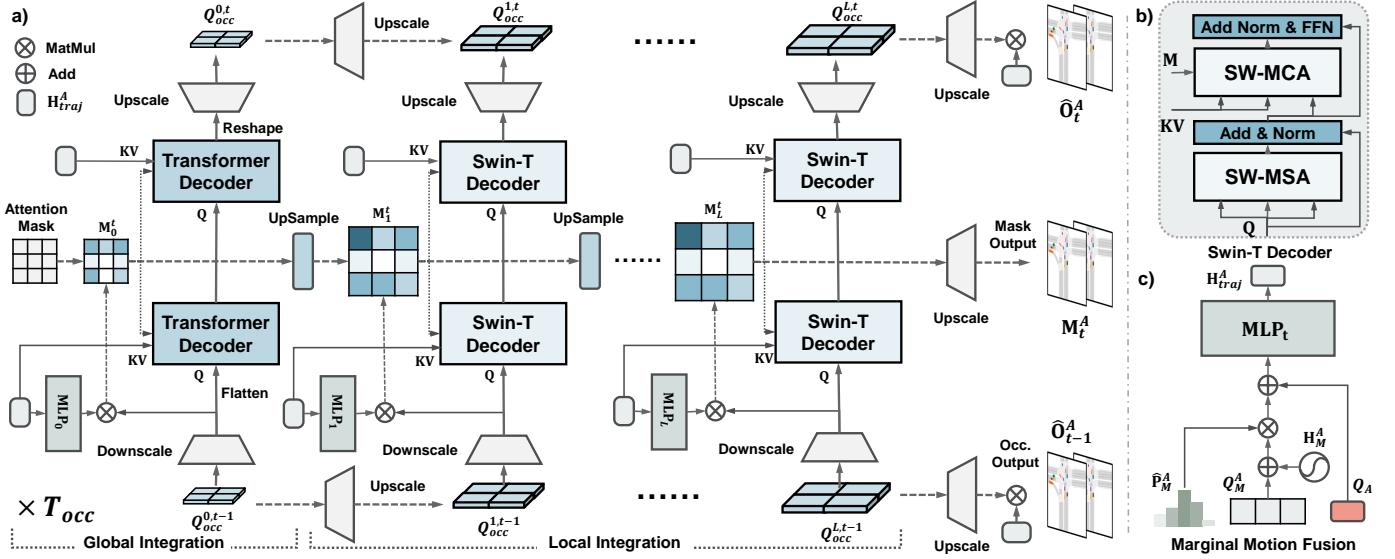 a)
MatMul
Add
H^A_traj
Q^{0,t}_occ
Upscale
Q^{1,t}_occ
......
Q^{L,t}_occ
Upscale
Upscale
Upscale
Upscale
Ô^A_t
Reshape
KV
Transformer
Decoder
KV
Swin-T
Decoder
KV
Swin-T
Decoder
Attention
Mask
M^t_0
Q
UpSample
M^t_1
Q
UpSample
......
M^t_L
Q
Mask
Output
Upscale
M^A_t
Transformer
Decoder
Swin-T
Decoder
Swin-T
Decoder
KV
KV
KV
Q
Q
Q
MLP_0
MLP_1
MLP_L
Flatten
Downscale
Downscale
Downscale
Ô^A_{t-1}
Occ.
Output
Upscale
Upscale
× T_occ
Q^{0,t-1}_occ
Q^{1,t-1}_occ
......
Q^{L,t-1}_occ
Global Integration
Local Integration
b)
Add Norm & FFN
M
SW-MCA
KV
Add & Norm
SW-MSA
Q
Swin-T Decoder
c)
H^A_traj
MLP_t
P̂^A_M
Q^A_M
H^A_M
Q_A
Marginal Motion Fusion